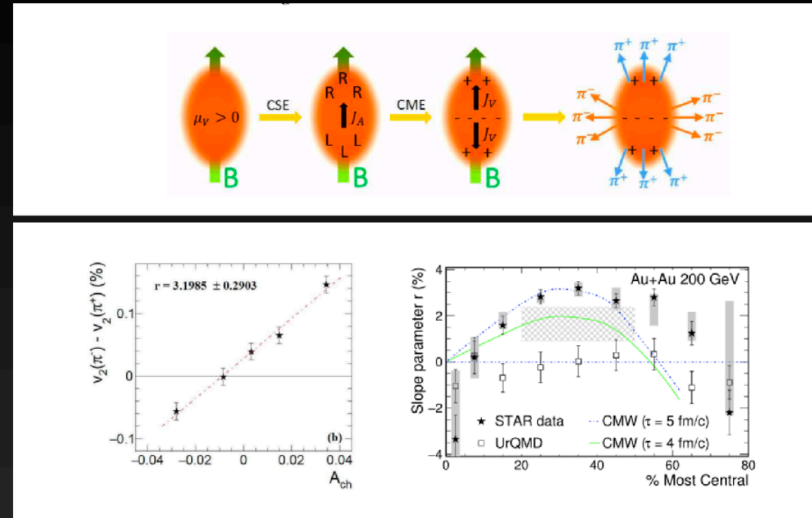 π⁺ π⁺ π⁺
R
R R
+ +
π⁻ π⁻
μᵥ > 0
CSE
J_A
CME
J_V
- - - -
J_V
π⁻ - - - - π⁻
L L
L
+ +
+ +
π⁻ π⁻
B
B
B
π⁺ π⁺ π⁺
v₂(π⁻) - v₂(π⁺) (%)
r = 3.1985 ± 0.2903
0.1
0
−0.1
(b)
−0.04 −0.02 0 0.02 0.04
A_ch
Slope parameter r (%)
Au+Au 200 GeV
4
2
0
−2
−4
★ STAR data
□ UrQMD
CMW (τ = 5 fm/c)
CMW (τ = 4 fm/c)
0 20 40 60 80
% Most Central